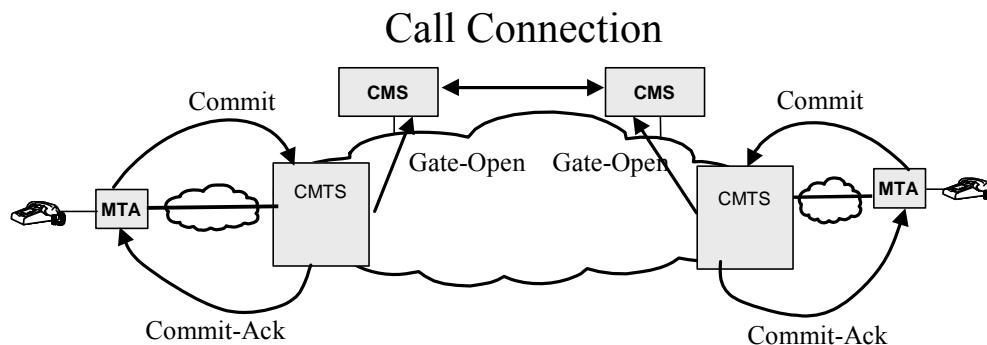 Call Connection
CMS
CMS
Commit
Commit
Gate-Open
Gate-Open
CMTS
CMTS
MTA
MTA
Commit-Ack
Commit-Ack